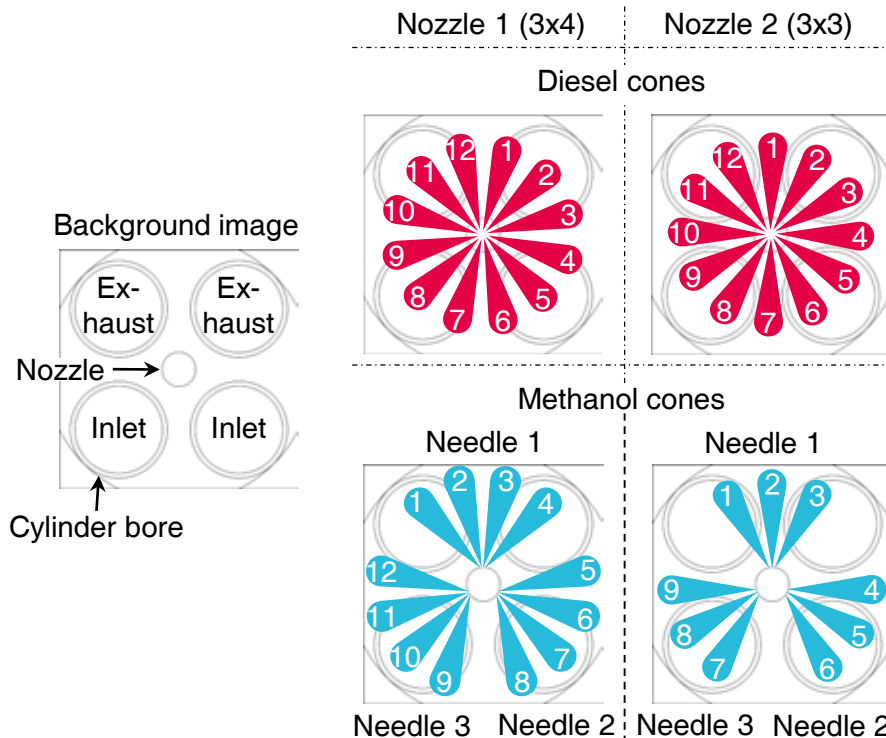 Nozzle 1 (3x4)
Nozzle 2 (3x3)
Diesel cones
12 1
11 2
10 3
9 4
8 5
7 6
12 1 2
11 3
10 4
9 5
8 7 6
Background image
Ex-
haust
Ex-
haust
Nozzle
Inlet
Inlet
Cylinder bore
Methanol cones
Needle 1
1 2 3 4
12 5
11 6
10 7
9 8
Needle 3
Needle 2
Needle 1
1 2 3
9 4
8 5
7 6
Needle 3
Needle 2